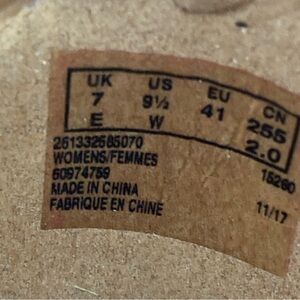 UK US EU CN
7 9½ 41 255
E W 2.0
261332585070
WOMENS/FEMMES
60974759 15260
MADE IN CHINA
FABRIQUE EN CHINE 11/17